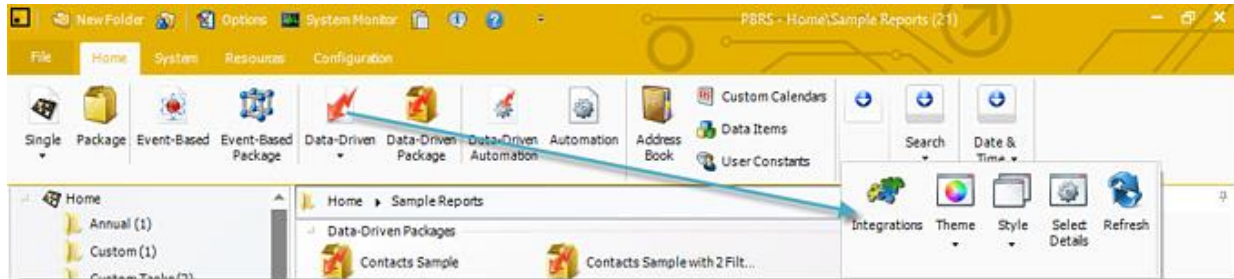 New Folder Options System Monitor PBRS - Home\Sample Reports (21)
File Home System Resources Configuration
Single Package Event-Based Event-Based Package Data-Driven Data-Driven Package Data-Driven Automation Automation Address Book
Custom Calendars
Data Items
User Constants
Search Date & Time
Integrations Theme Style Select Details Refresh
Home
Annual (1)
Custom (1)
Custom Tasks (2)
Home Sample Reports
Data-Driven Packages
Contacts Sample Contacts Sample with 2 Filt...